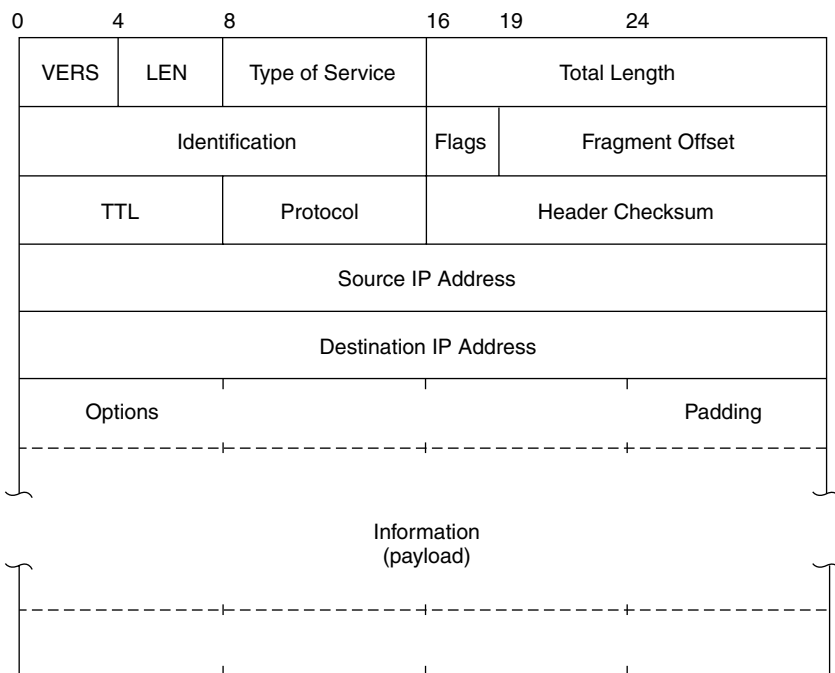 0 4 8 16 19 24
VERS LEN Type of Service Total Length
Identification Flags Fragment Offset
TTL Protocol Header Checksum
Source IP Address
Destination IP Address
Options Padding
Information
(payload)